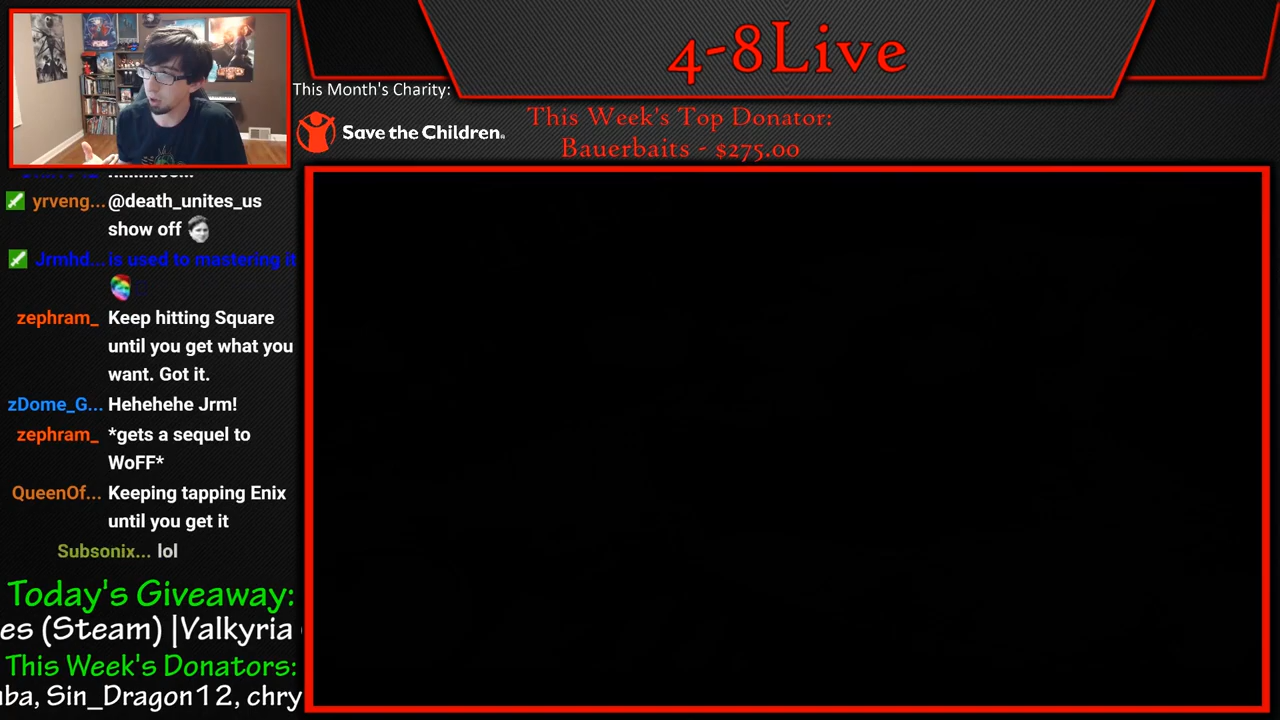 4-8Live
This Month's Charity:
Save the Children.
This Week's Top Donator:
Bauerbaits - $275.00
yrveng... @death_unites_us
show off
Jrmhd... is used to mastering it
zephram_ Keep hitting Square
until you get what you
want. Got it.
zDome_G... Hehehehe Jrm!
zephram_ *gets a sequel to
WoFF*
QueenOf... Keeping tapping Enix
until you get it
Subsonix... lol
Today's Giveaway:
es (Steam) |Valkyria
This Week's Donators:
uba, Sin_Dragon12, chry